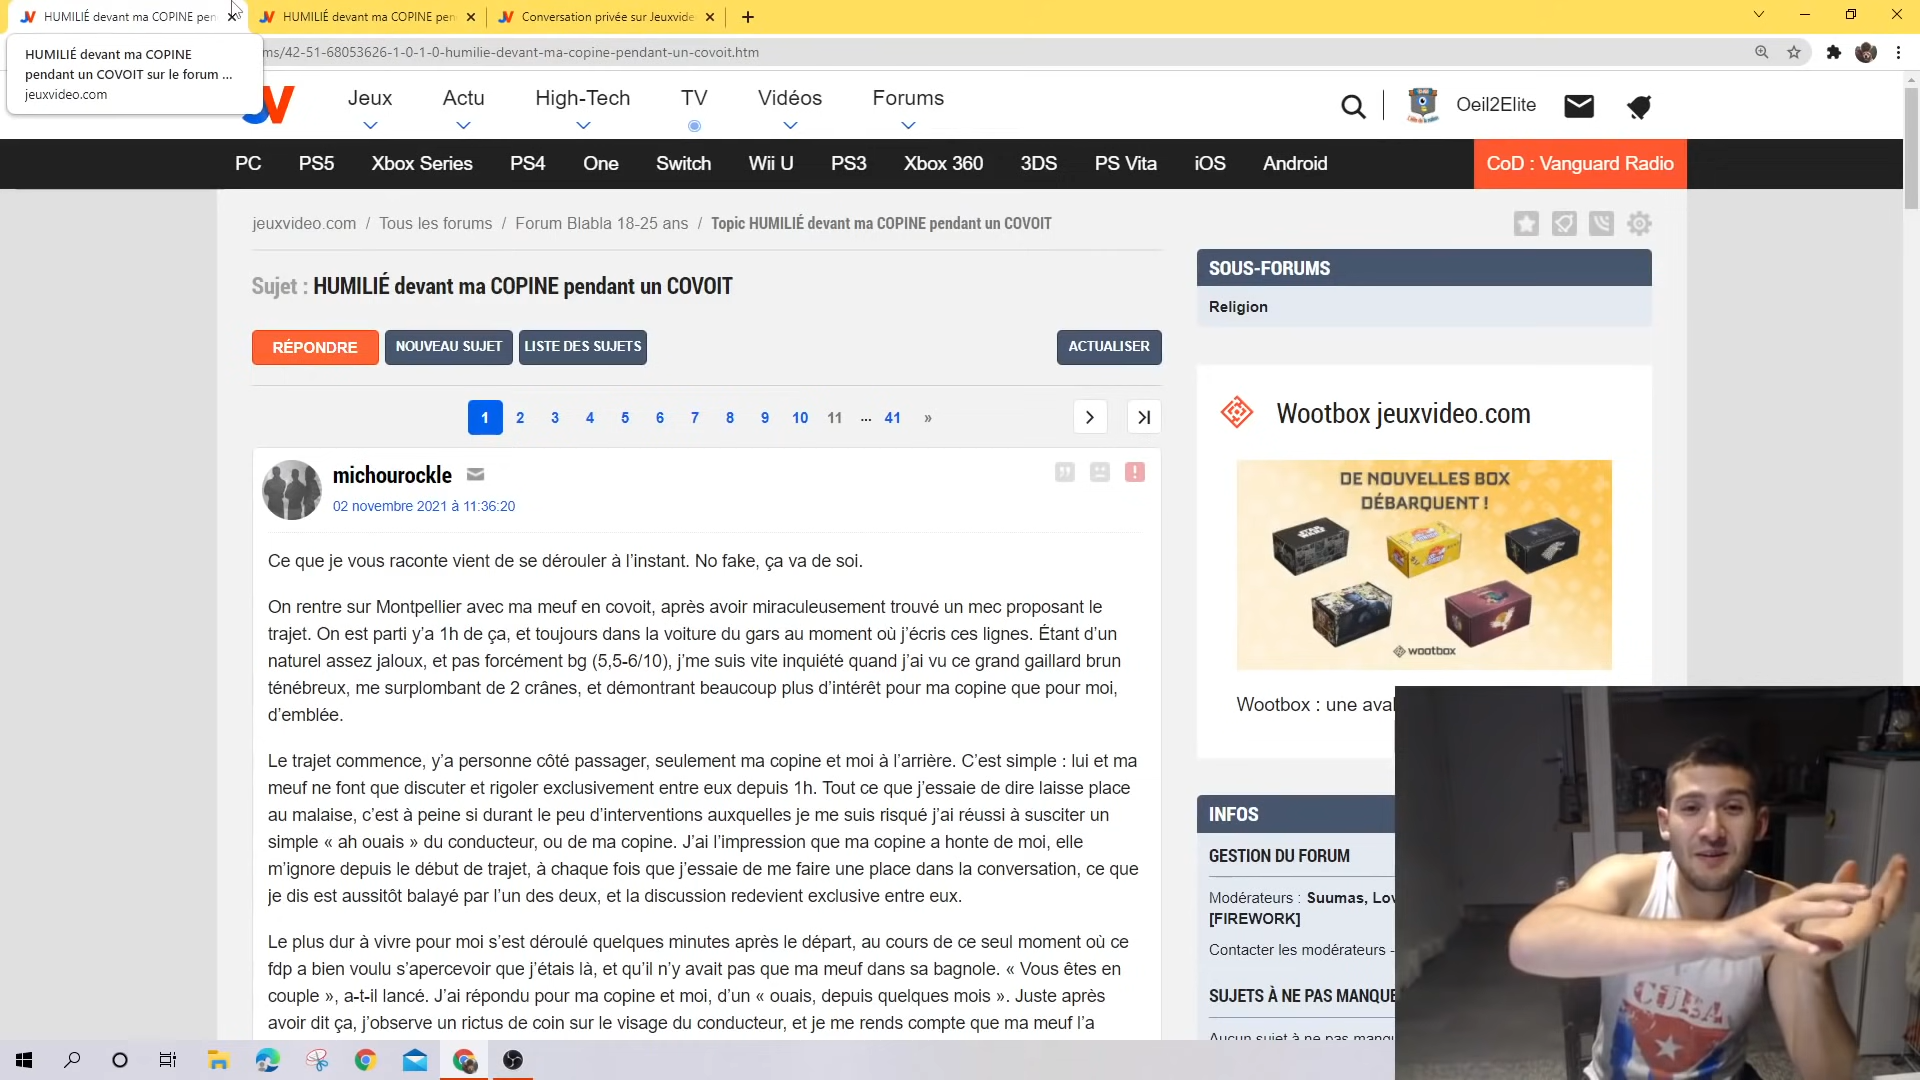 HUMILIÉ devant ma COPINE pen
HUMILIÉ devant ma COPINE pen
Conversation privée sur Jeuxvide
HUMILIÉ devant ma COPINE
pendant un COVOIT sur le forum ...
jeuxvideo.com
ms/42-51-68053626-1-0-1-0-humilie-devant-ma-copine-pendant-un-covoit.htm
JV
Jeux
Actu
High-Tech
TV
Vidéos
Forums
Oeil2Elite
PC
PS5
Xbox Series
PS4
One
Switch
Wii U
PS3
Xbox 360
3DS
PS Vita
iOS
Android
CoD : Vanguard Radio
jeuxvideo.com / Tous les forums / Forum Blabla 18-25 ans / Topic HUMILIÉ devant ma COPINE pendant un COVOIT
Sujet : HUMILIÉ devant ma COPINE pendant un COVOIT
RÉPONDRE
NOUVEAU SUJET
LISTE DES SUJETS
ACTUALISER
1 2 3 4 5 6 7 8 9 10 11 ... 41 »
michourockle
02 novembre 2021 à 11:36:20
Ce que je vous raconte vient de se dérouler à l'instant. No fake, ça va de soi.
On rentre sur Montpellier avec ma meuf en covoit, après avoir miraculeusement trouvé un mec proposant le
trajet. On est parti y'a 1h de ça, et toujours dans la voiture du gars au moment où j'écris ces lignes. Étant d'un
naturel assez jaloux, et pas forcément bg (5,5-6/10), j'me suis vite inquiété quand j'ai vu ce grand gaillard brun
ténébreux, me surplombant de 2 crânes, et démontrant beaucoup plus d'intérêt pour ma copine que pour moi,
d'emblée.
Le trajet commence, y'a personne côté passager, seulement ma copine et moi à l'arrière. C'est simple : lui et ma
meuf ne font que discuter et rigoler exclusivement entre eux depuis 1h. Tout ce que j'essaie de dire laisse place
au malaise, c'est à peine si durant le peu d'interventions auxquelles je me suis risqué j'ai réussi à susciter un
simple « ah ouais » du conducteur, ou de ma copine. J'ai l'impression que ma copine a honte de moi, elle
m'ignore depuis le début de trajet, à chaque fois que j'essaie de me faire une place dans la conversation, ce que
je dis est aussitôt balayé par l'un des deux, et la discussion redevient exclusive entre eux.
Le plus dur à vivre pour moi s'est déroulé quelques minutes après le départ, au cours de ce seul moment où ce
fdp a bien voulu s'apercevoir que j'étais là, et qu'il n'y avait pas que ma meuf dans sa bagnole. « Vous êtes en
couple », a-t-il lancé. J'ai répondu pour ma copine et moi, d'un « ouais, depuis quelques mois ». Juste après
avoir dit ça, j'observe un rictus de coin sur le visage du conducteur, et je me rends compte que ma meuf l'a
SOUS-FORUMS
Religion
Wootbox jeuxvideo.com
DE NOUVELLES BOX
DÉBARQUENT !
STAR
WARS
wootbox
Wootbox : une aval
INFOS
GESTION DU FORUM
Modérateurs : Suumas, Lov
[FIREWORK]
Contacter les modérateurs -
SUJETS À NE PAS MANQUE
Aucun sujet à ne pas manqu
CUBA